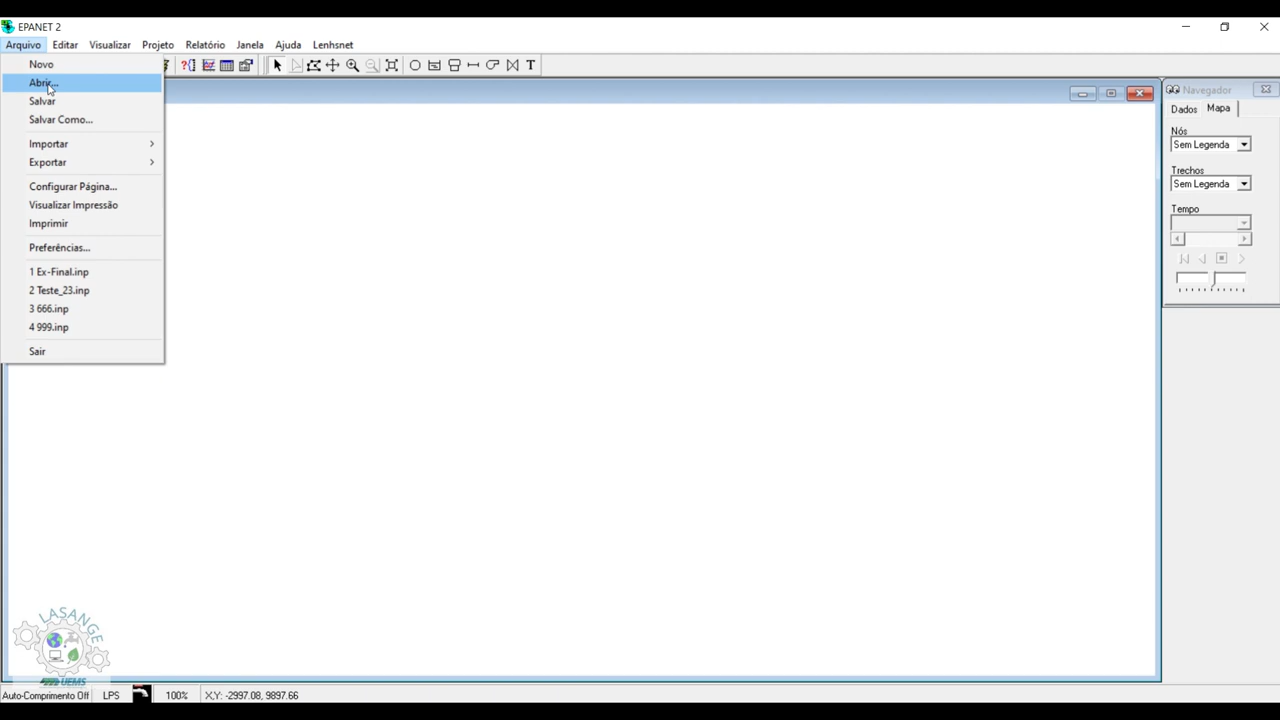 EPANET 2
Arquivo Editar Visualizar Projeto Relatório Janela Ajuda Lenhsnet
Novo
Abrir...
Salvar
Salvar Como...
Importar
Exportar
Configurar Página...
Visualizar Impressão
Imprimir
Preferências...
1 Ex-Final.inp
2 Teste_23.inp
3 666.inp
4 999.inp
Sair
T
Navegador
Dados Mapa
Nós
Sem Legenda
Trechos
Sem Legenda
Tempo
LASANGE
UEMS
Auto-Comprimento Off LPS 100% X,Y: -2997.08, 9897.66